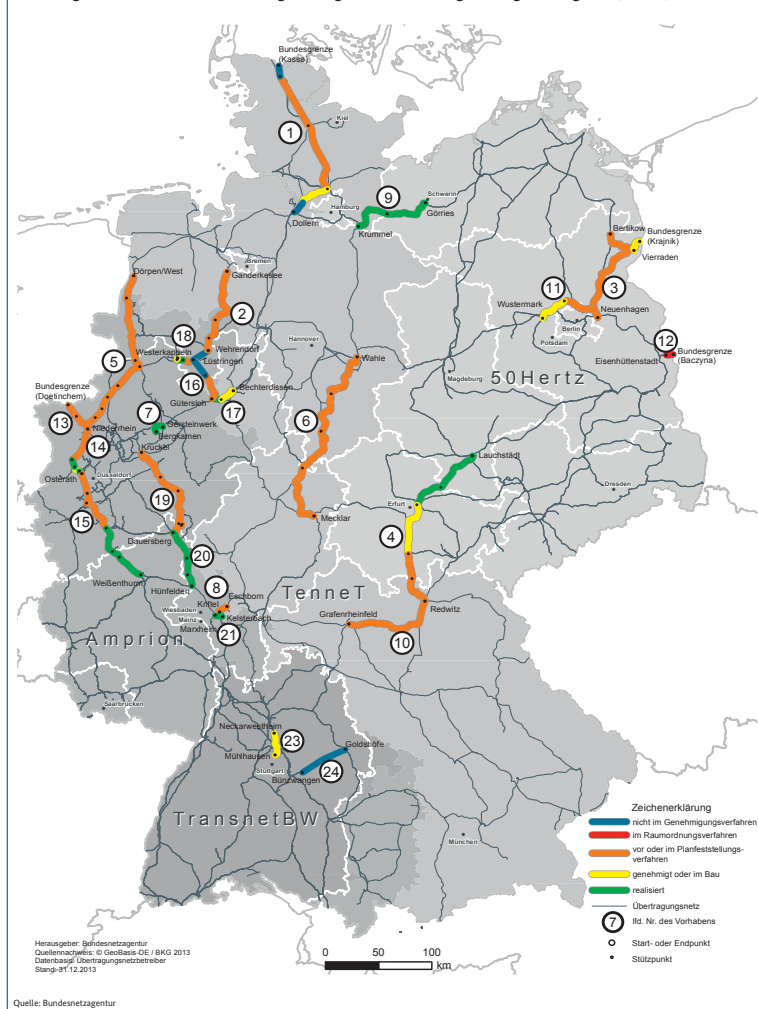 Bundesgrenze
(Kassø)
1
Kiel
Schwerin
9
Hamburg
Görries
Dollern
Krümmel
Bertikow
Bundesgrenze
(Krajnik)
Vierraden
Bremen
Ganderkesee
Dörpen/West
11
3
Wustermark
2
Neuenhagen
Berlin
18
Wehrendorf
Hannover
Potsdam
12
Westerkappeln
Lüstringen
Wahle
Bundesgrenze
(Baczyna)
5
Eisenhüttenstadt
16
Bechterdissen
Magdeburg
50Hertz
Bundesgrenze
(Doetinchem)
Gütersloh
17
13
7
6
Gersteinwerk
Niederrhein
Bergkamen
14
Kruckel
Lauchstädt
Osterath
Düsseldorf
Dresden
19
Erfurt
15
Mecklar
4
Dauersberg
20
Weißenthurm
Hünfelden
8
TenneT
Eschborn
Kriftel
Wiesbaden
Redwitz
Kelsterbach
Grafenrheinfeld
Mainz
Marxheim
21
Amprion
10
Saarbrücken
Neckarwestheim
23
Goldshöfe
Mühlhausen
Stuttgart
24
Bünzwangen
TransnetBW
München
Zeichenerklärung
nicht im Genehmigungsverfahren
im Raumordnungsverfahren
vor oder im Planfeststellungs-
verfahren
genehmigt oder im Bau
realisiert
Übertragungsnetz
7 lfd. Nr. des Vorhabens
Start- oder Endpunkt
Stützpunkt
Herausgeber: Bundesnetzagentur
Quellennachweis: © GeoBasis-DE / BKG 2013
Datenbasis: Übertragungsnetzbetreiber
Stand: 31.12.2013
0 50 100
km
Quelle: Bundesnetzagentur